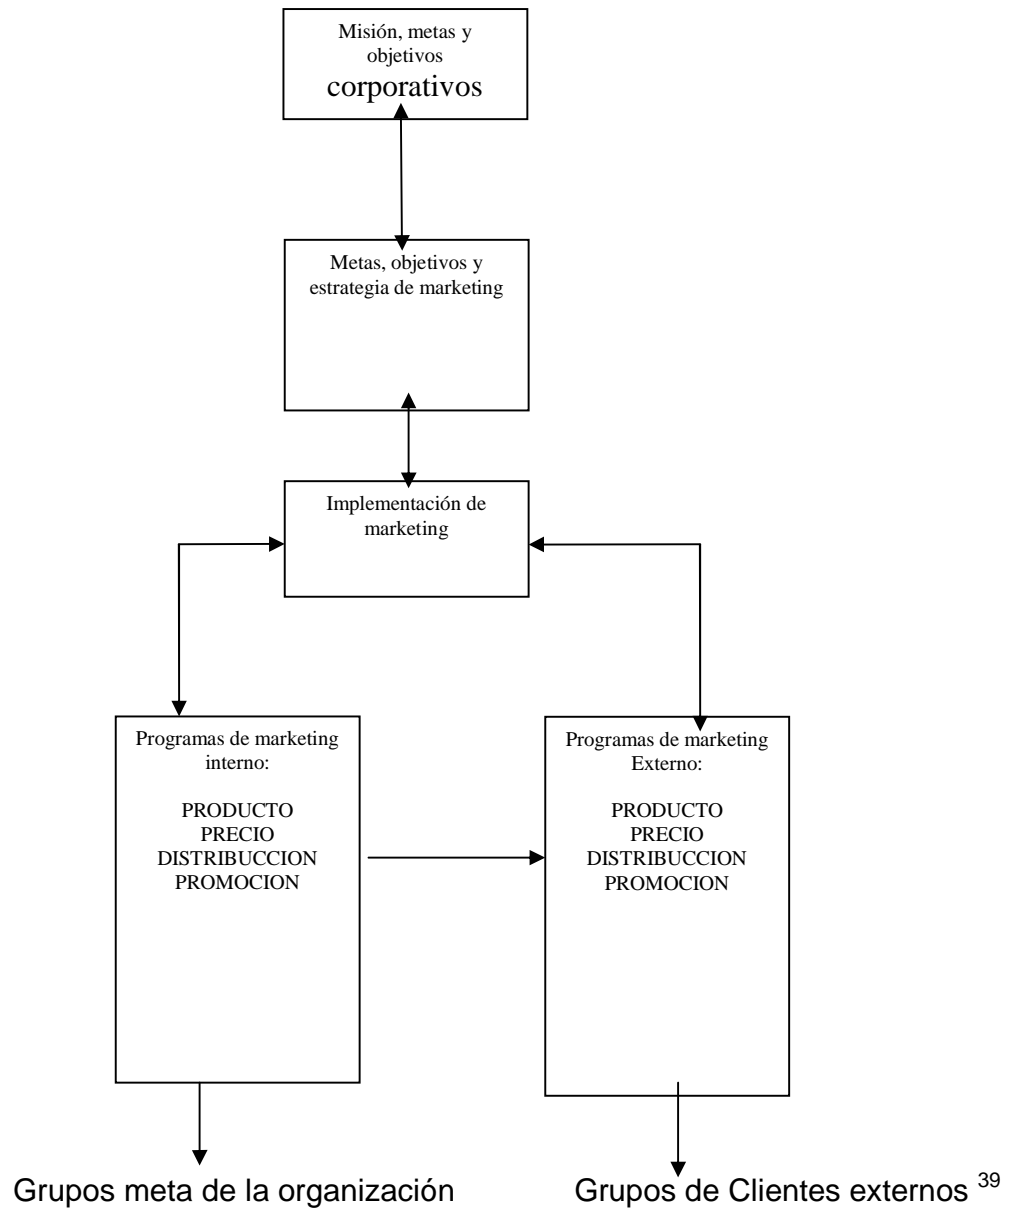 Misión, metas y
objetivos
corporativos
Metas, objetivos y
estrategia de marketing
Implementación de
marketing
Programas de marketing
interno:
PRODUCTO
PRECIO
DISTRIBUCCION
PROMOCION
Programas de marketing
Externo:
PRODUCTO
PRECIO
DISTRIBUCCION
PROMOCION
Grupos meta de la organización
Grupos de Clientes externos 39